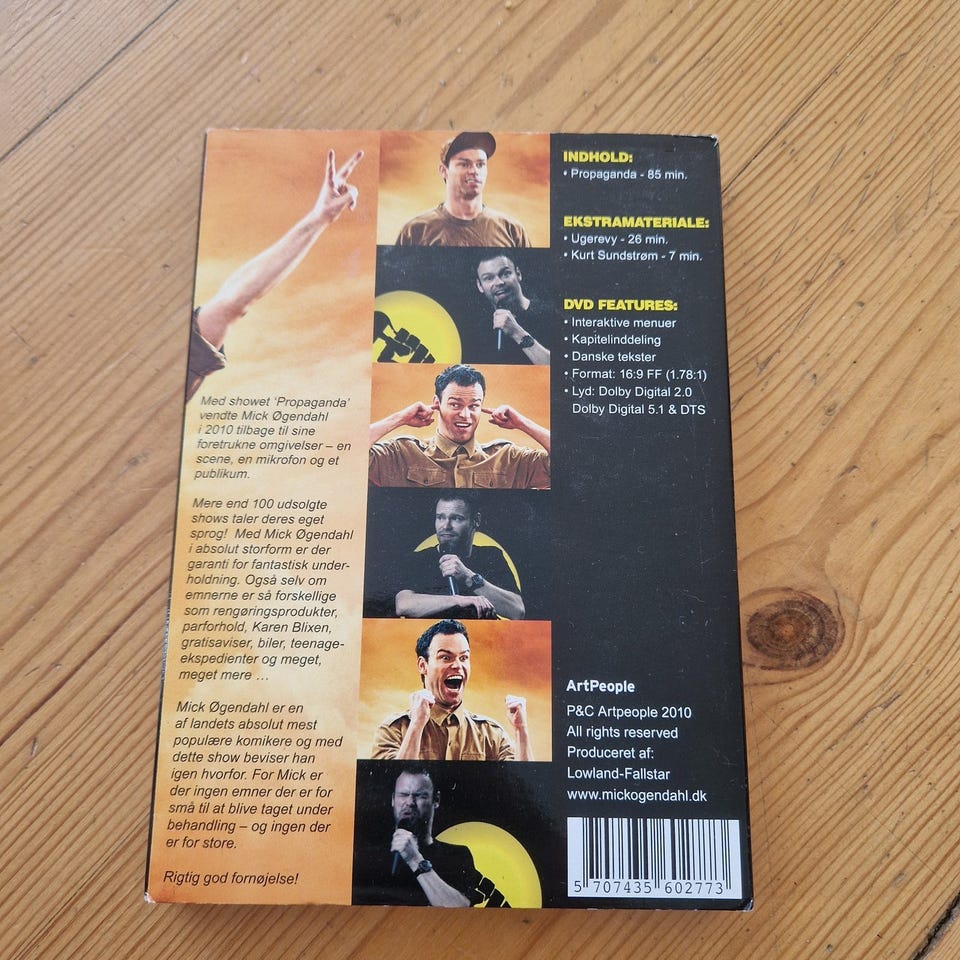 Med showet 'Propaganda'
vendte Mick Øgendahl
i 2010 tilbage til sine
foretrukne omgivelser – en
scene, en mikrofon og et
publikum.
Mere end 100 udsolgte
shows taler deres eget
sprog! Med Mick Øgendahl
i absolut storform er der
garanti for fantastisk under-
holdning. Også selv om
emnerne er så forskellige
som rengøringsprodukter,
parforhold, Karen Blixen,
gratisaviser, biler, teenage-
ekspedienter og meget,
meget mere ...
Mick Øgendahl er en
af landets absolut mest
populære komikere og med
dette show beviser han
igen hvorfor. For Mick er
der ingen emner der er for
små til at blive taget under
behandling – og ingen der
er for store.
Rigtig god fornøjelse!
INDHOLD:
• Propaganda - 85 min.
EKSTRAMATERIALE:
• Ugerevy - 26 min.
• Kurt Sundstrøm - 7 min.
DVD FEATURES:
• Interaktive menuer
• Kapitelinddeling
• Danske tekster
• Format: 16:9 FF (1.78:1)
• Lyd: Dolby Digital 2.0
Dolby Digital 5.1 & DTS
ArtPeople
P&C Artpeople 2010
All rights reserved
Produceret af:
Lowland-Fallstar
www.mickogendahl.dk
5 707435 602773